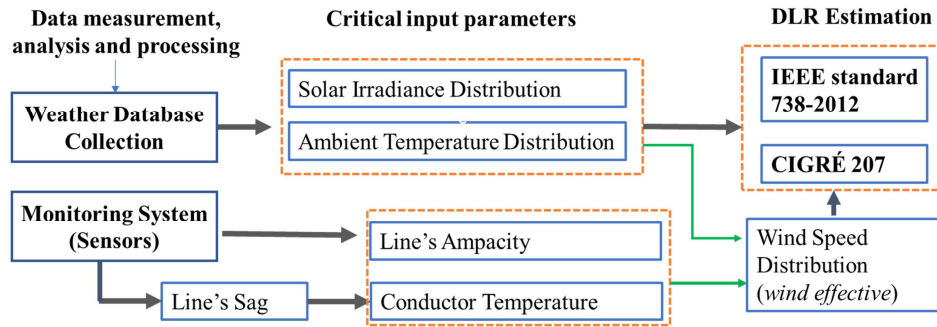 Data measurement,
analysis and processing
Critical input parameters
DLR Estimation
Weather Database
Collection
Solar Irradiance Distribution
Ambient Temperature Distribution
IEEE standard
738-2012
CIGRÉ 207
Monitoring System
(Sensors)
Line's Ampacity
Line's Sag
Conductor Temperature
Wind Speed
Distribution
(wind effective)